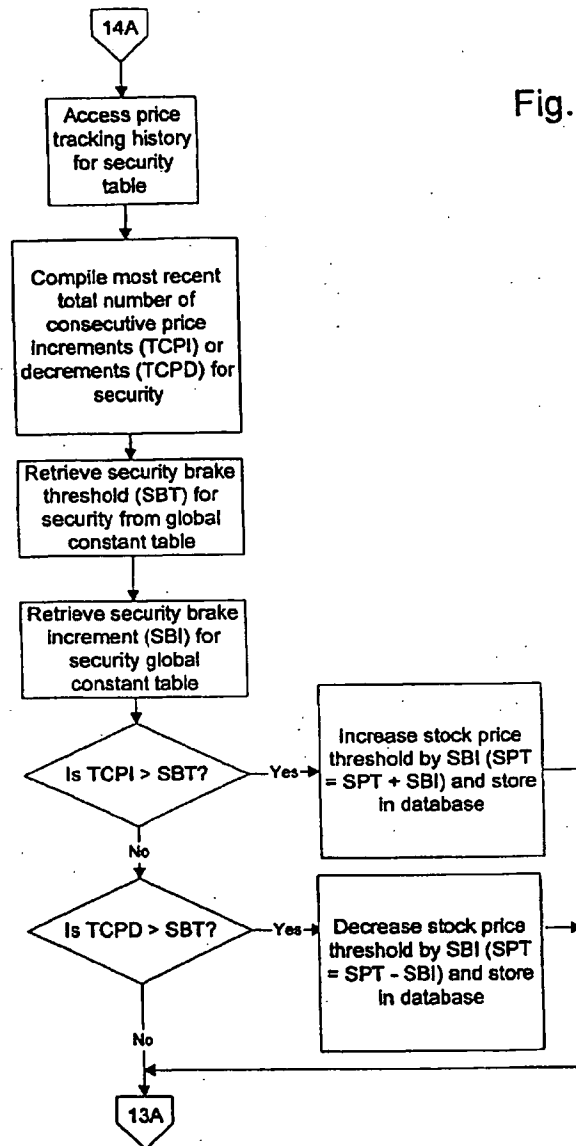 14A
Fig.
Access price
tracking history
for security
table
Compile most recent
total number of
consecutive price
increments (TCPI) or
decrements (TCPD) for
security
Retrieve security brake
threshold (SBT) for
security from global
constant table
Retrieve security brake
increment (SBI) for
security global
constant table
Is TCPI > SBT?
Yes
Increase stock price
threshold by SBI (SPT
= SPT + SBI) and store
in database
No
Is TCPD > SBT?
Yes
Decrease stock price
threshold by SBI (SPT
= SPT - SBI) and store
in database
No
13A